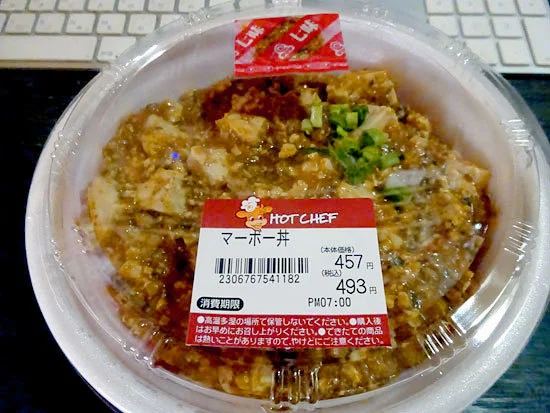 し味
HOT CHEF
マーボー丼
(本体価格)
457円
(税込)
493円
2306767541182
消費期限
PM07:00
●高温多湿の場所で保管しないでください。●購入後
はお早めにお召し上がりください。●できたての商品
は熱いことがありますので、やけどにご注意ください。